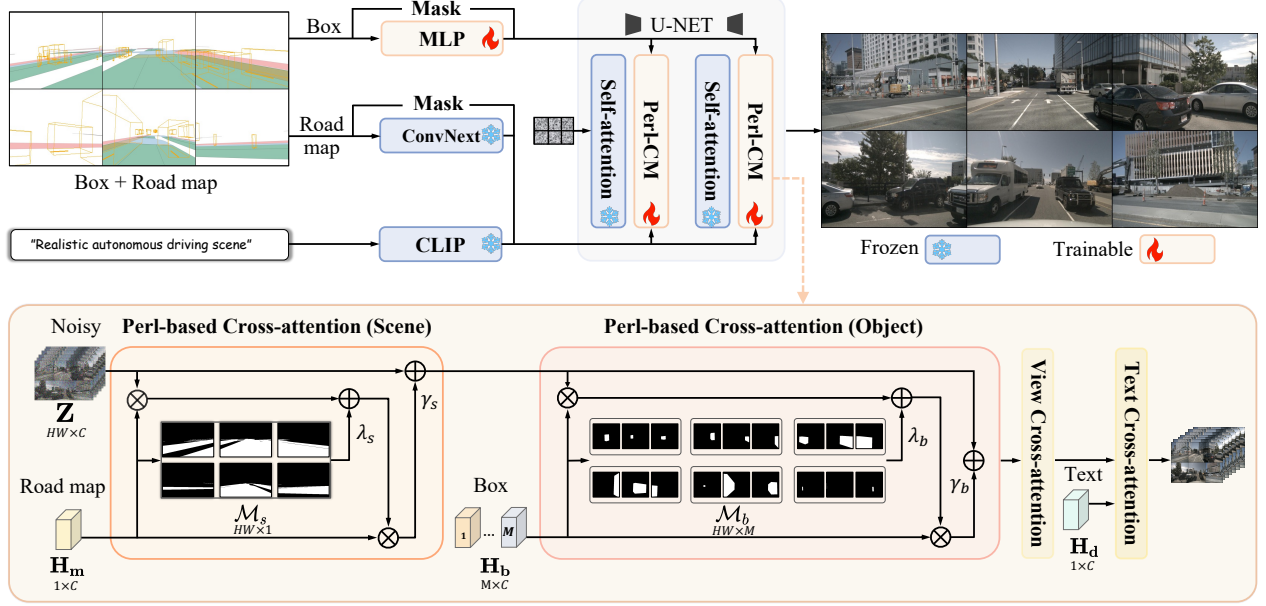 Mask
Box
MLP
U-NET
Self-attention
Perl-CM
Self-attention
Perl-CM
Mask
Road
map
ConvNext
Box + Road map
"Realistic autonomous driving scene"
CLIP
Frozen
Trainable
Noisy
Perl-based Cross-attention (Scene)
Perl-based Cross-attention (Object)
Z
HW×C
γs
λs
Road map
Hm
1×C
Ms
HW×1
Box
1
...
M
Hb
M×C
λb
γb
Mb
HW×M
View Cross-attention
Text
Hd
1×C
Text Cross-attention